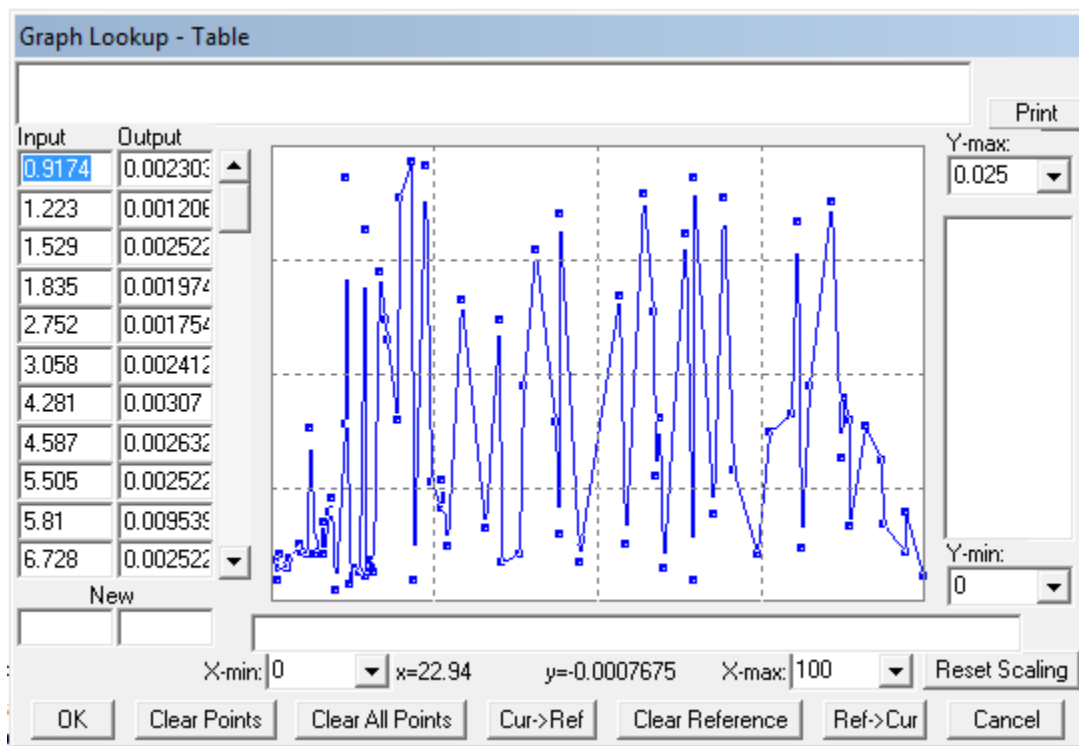 Graph Lookup - Table
Print
Input Output
Y-max:
0.9174 0.002303
0.025
1.223 0.001206
1.529 0.002522
1.835 0.001974
2.752 0.001754
3.058 0.002412
4.281 0.00307
4.587 0.002632
5.505 0.002522
5.81 0.009539
6.728 0.002522
Y-min:
0
New
X-min: 0 x=22.94 y=-0.0007675 X-max: 100 Reset Scaling
OK Clear Points Clear All Points Cur->Ref Clear Reference Ref->Cur Cancel